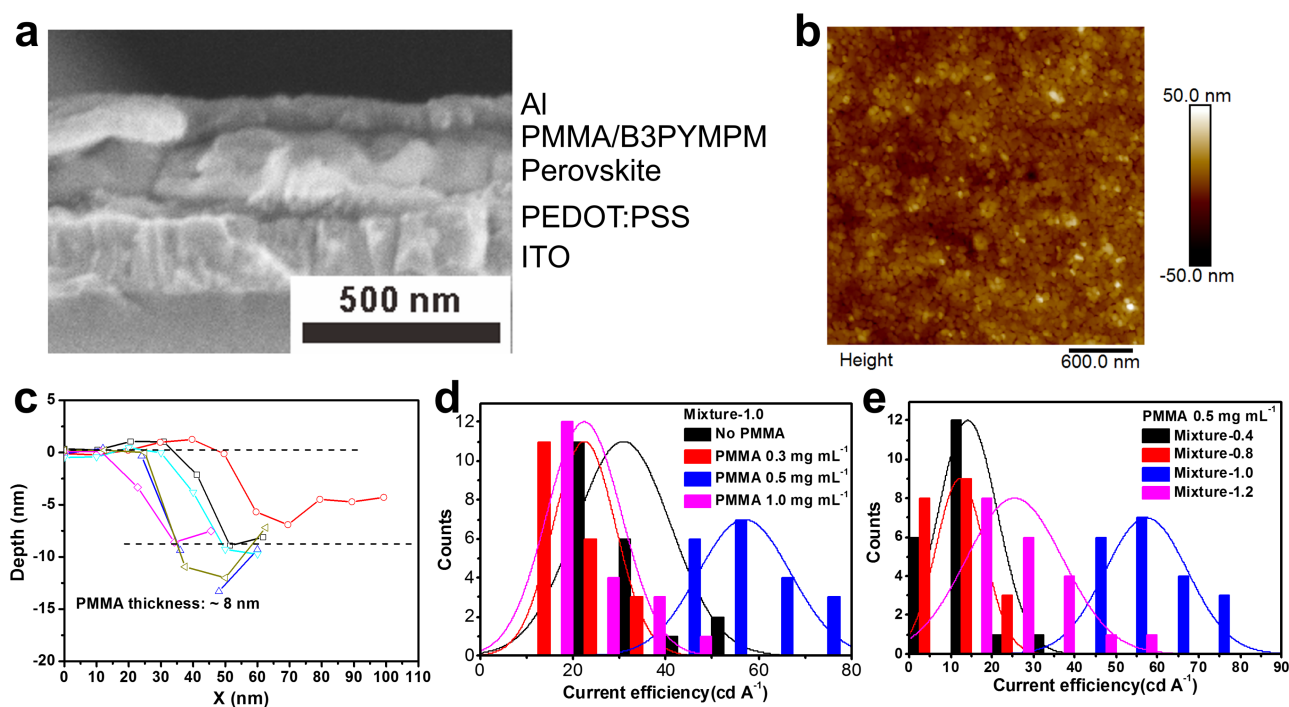 a
Al
PMMA/B3PYMPM
Perovskite
PEDOT:PSS
ITO
500 nm
b
50.0 nm
-50.0 nm
Height
600.0 nm
c
5
0
-5
-10
-15
-20
Depth (nm)
PMMA thickness: ~ 8 nm
0 10 20 30 40 50 60 70 80 90 100 110
X (nm)
d
12
10
8
6
4
2
0
Counts
Mixture-1.0
No PMMA
PMMA 0.3 mg mL⁻¹
PMMA 0.5 mg mL⁻¹
PMMA 1.0 mg mL⁻¹
0 20 40 60 80
Current efficiency(cd A⁻¹)
e
12
10
8
6
4
2
0
Counts
PMMA 0.5 mg mL⁻¹
Mixture-0.4
Mixture-0.8
Mixture-1.0
Mixture-1.2
0 10 20 30 40 50 60 70 80 90
Current efficiency(cd A⁻¹)